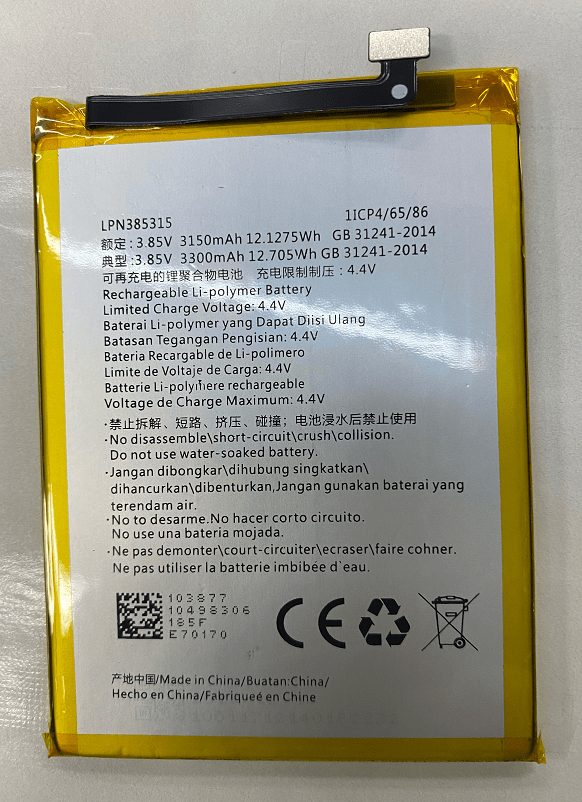 LPN385315 1ICP4/65/86
额定 : 3.85V 3150mAh 12.1275Wh GB 31241-2014
典型 :3.85V 3300mAh 12.705Wh GB 31241-2014
可再充电的锂聚合物电池 充电限制制压 : 4.4V
Rechargeable Li-polymer Battery
Limited Charge Voltage: 4.4V
Baterai Li-polymer yang Dapat Diisi Ulang
Batasan Tegangan Pengisian: 4.4V
Bateria Recargable de Li-polimero
Limite de Voltaje de Carga: 4.4V
Batterie Li-polymere rechargeable
Voltage de Charge Maximum: 4.4V
·禁止拆解、短路、挤压、碰撞；电池浸水后禁止使用
·No disassemble\short-circuit\crush\collision.
Do not use water-soaked battery.
·Jangan dibongkar\dihubung singkatkan\
dihancurkan\dibenturkan,Jangan gunakan baterai yang
terendam air.
·No to desarme.No hacer corto circuito.
No use una bateria mojada.
·Ne pas demonter\court-circuiter\ecraser\faire cohner.
Ne pas utiliser la batterie imbibée d`eau.
103877
10498306
185F
E70170
CE
产地中国/Made in China/Buatan:China/
Hecho en China/Fabriqueé en Chine